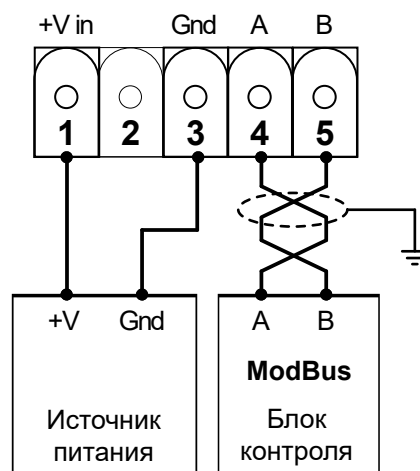 +V in Gnd A B
1 2 3 4 5
+V Gnd A B
ModBus
Источник
питания
Блок
контроля